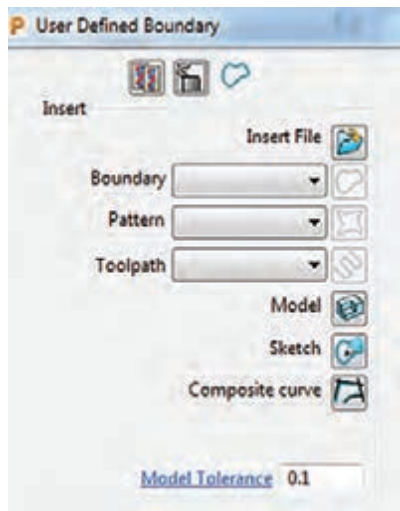 User Defined Boundary
Insert
Insert File
Boundary
Pattern
Toolpath
Model
Sketch
Composite curve
Model Tolerance 0.1